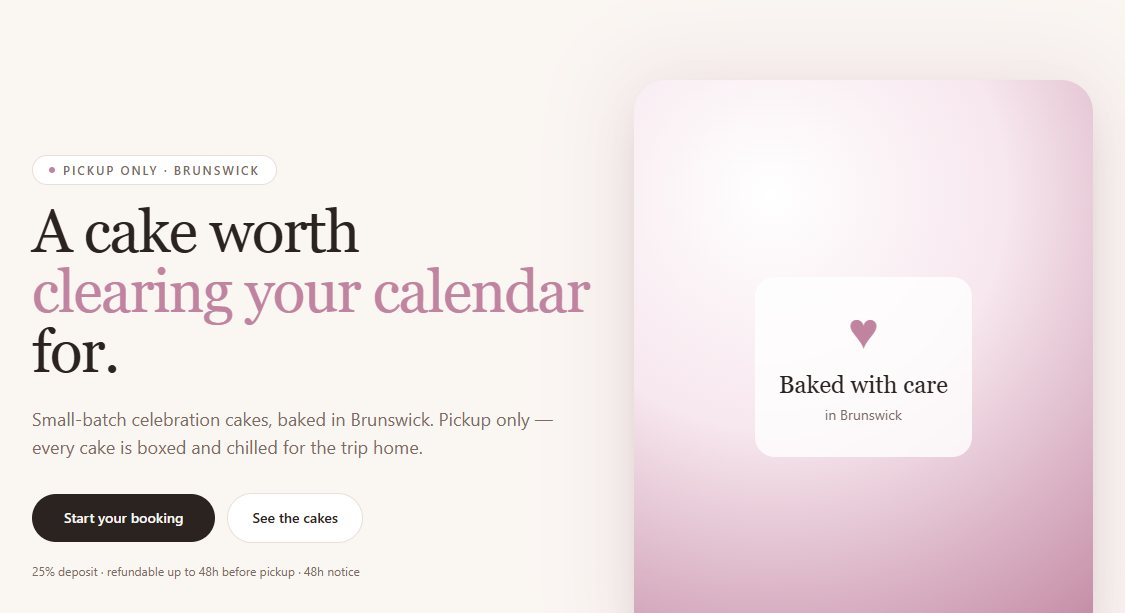 PICKUP ONLY · BRUNSWICK
A cake worth
clearing your calendar
for.
Small-batch celebration cakes, baked in Brunswick. Pickup only —
every cake is boxed and chilled for the trip home.
Start your booking
See the cakes
25% deposit · refundable up to 48h before pickup · 48h notice
Baked with care
in Brunswick